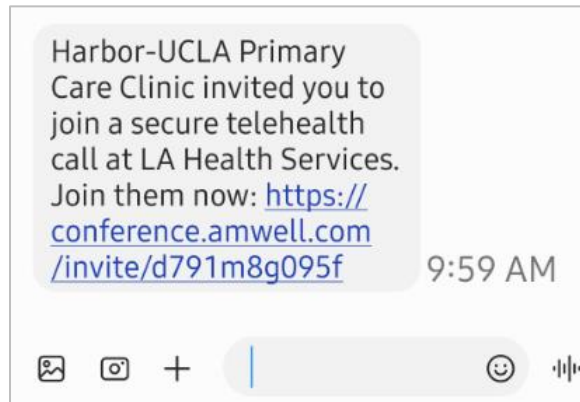 Harbor-UCLA Primary
Care Clinic invited you to
join a secure telehealth
call at LA Health Services.
Join them now: https://
conference.amwell.com
/invite/d791m8g095f
9:59 AM